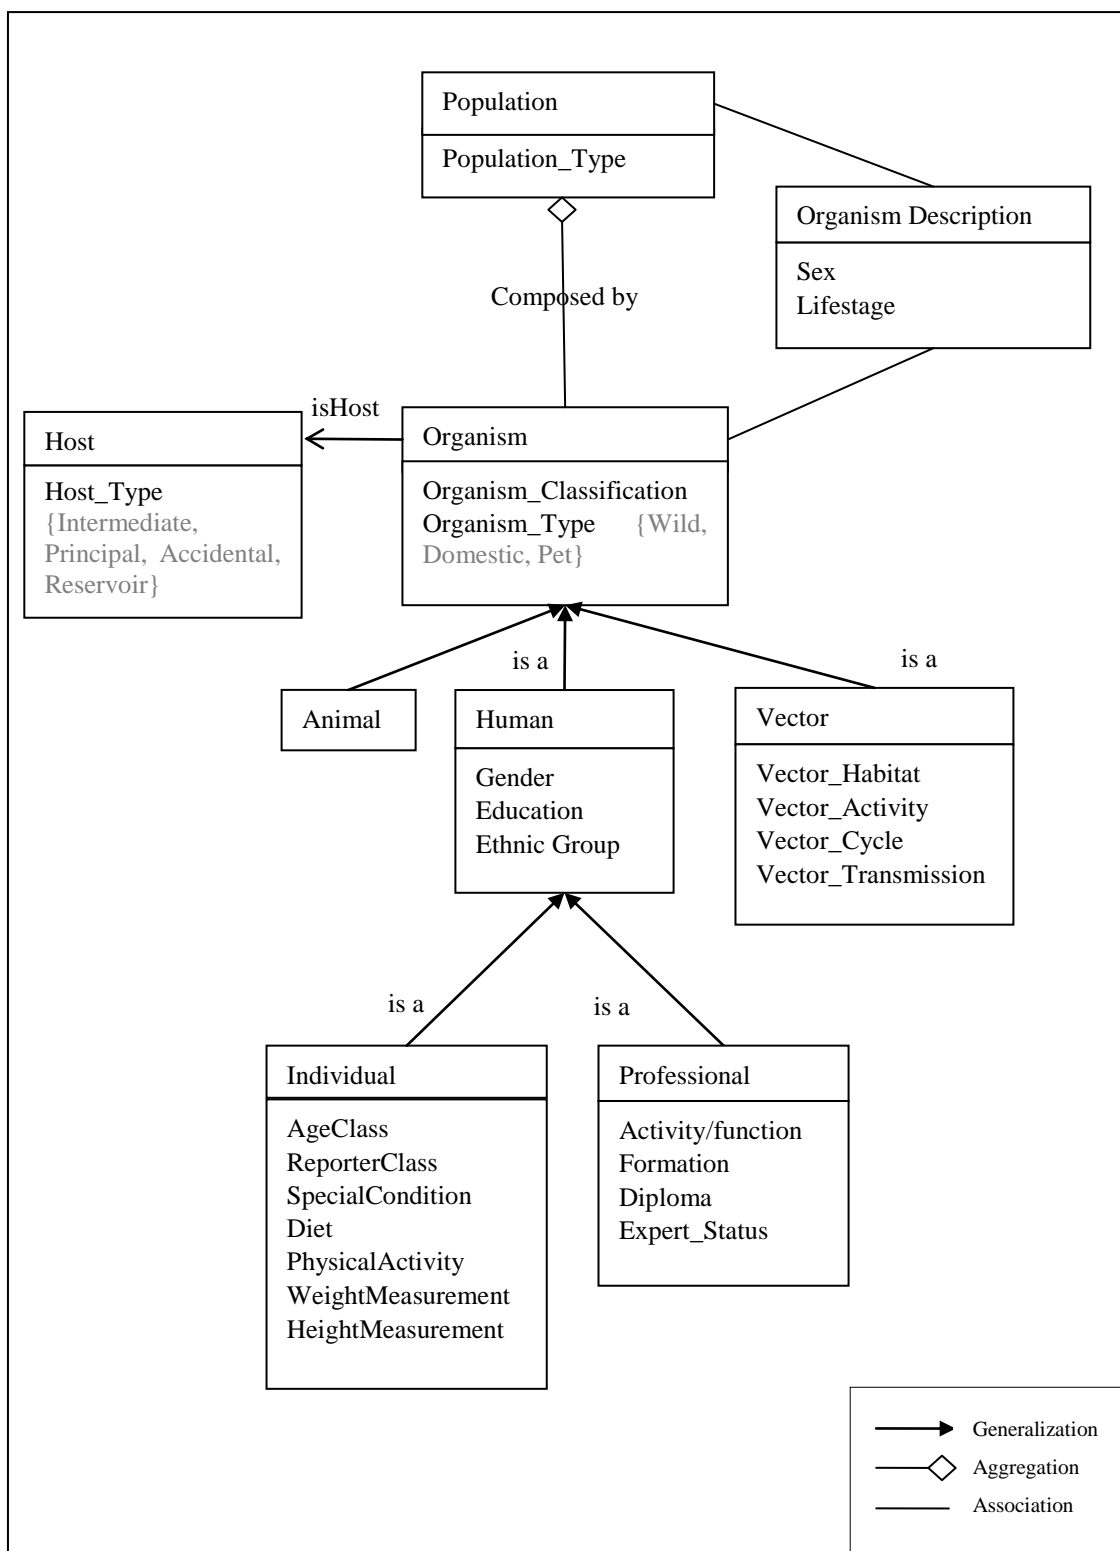 Population
Population_Type
Organism Description
Sex
Lifestage
Composed by
isHost
Host
Host_Type
{Intermediate,
Principal, Accidental,
Reservoir}
Organism
Organism_Classification
Organism_Type {Wild,
Domestic, Pet}
is a
is a
Animal
Human
Gender
Education
Ethnic Group
Vector
Vector_Habitat
Vector_Activity
Vector_Cycle
Vector_Transmission
is a
is a
Individual
AgeClass
ReporterClass
SpecialCondition
Diet
PhysicalActivity
WeightMeasurement
HeightMeasurement
Professional
Activity/function
Formation
Diploma
Expert_Status
Generalization
Aggregation
Association